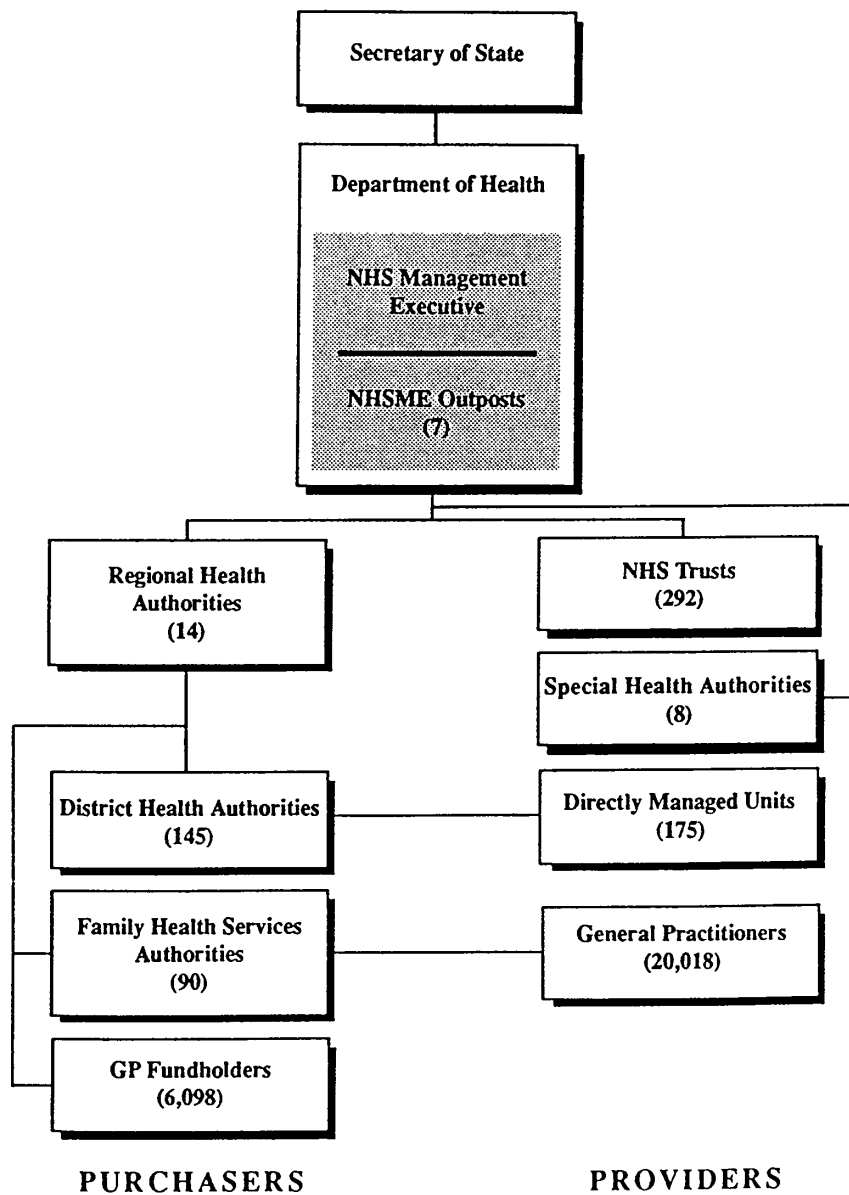 Secretary of State
Department of Health
NHS Management
Executive
NHSME Outposts
(7)
Regional Health
Authorities
(14)
NHS Trusts
(292)
Special Health Authorities
(8)
District Health Authorities
(145)
Directly Managed Units
(175)
Family Health Services
Authorities
(90)
General Practitioners
(20,018)
GP Fundholders
(6,098)
PURCHASERS
PROVIDERS